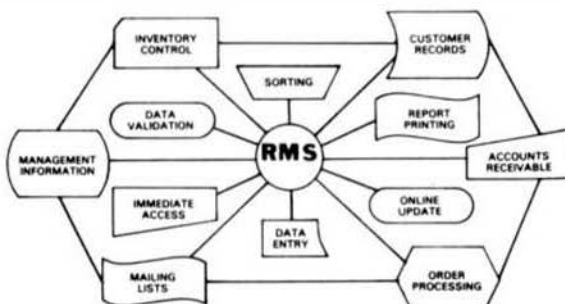 INVENTORY
CONTROL
CUSTOMER
RECORDS
SORTING
DATA
VALIDATION
REPORT
PRINTING
RMS
MANAGEMENT
INFORMATION
ACCOUNTS
RECEIVABLE
IMMEDIATE
ACCESS
ONLINE
UPDATE
DATA
ENTRY
MAILING
LISTS
ORDER
PROCESSING